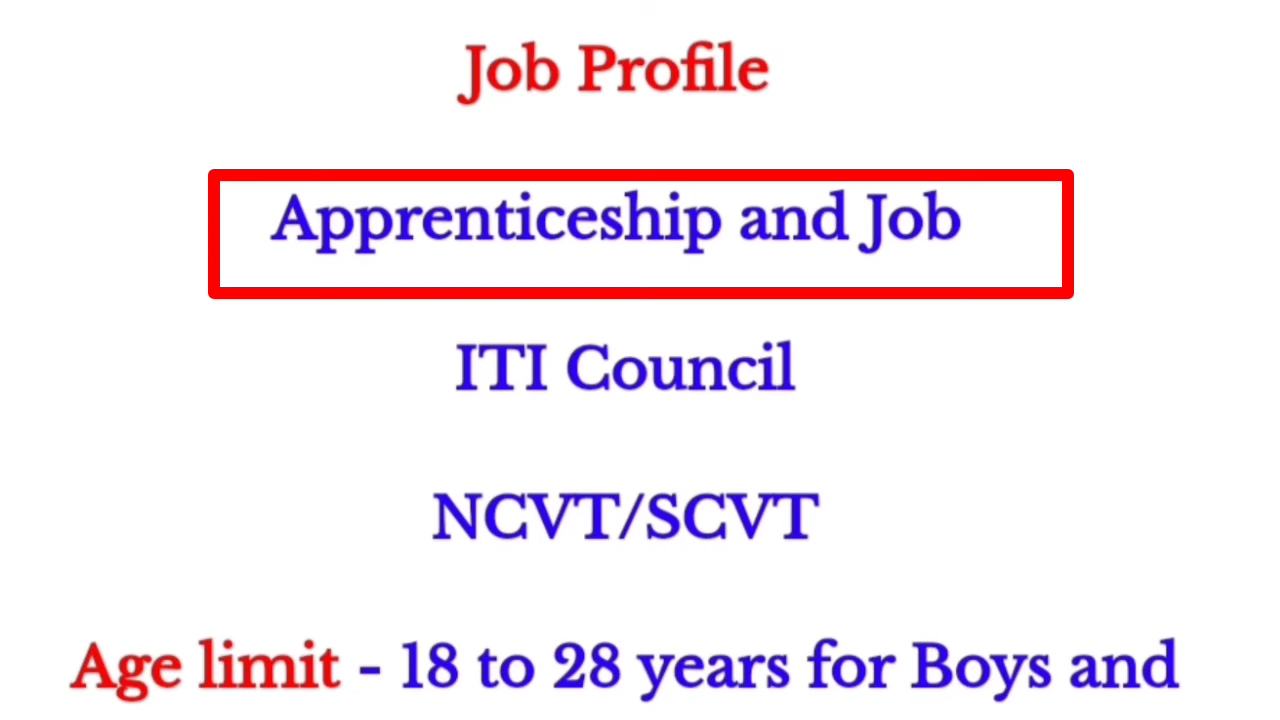 Job Profile
Apprenticeship and Job
ITI Council
NCVT/SCVT
Age limit - 18 to 28 years for Boys and